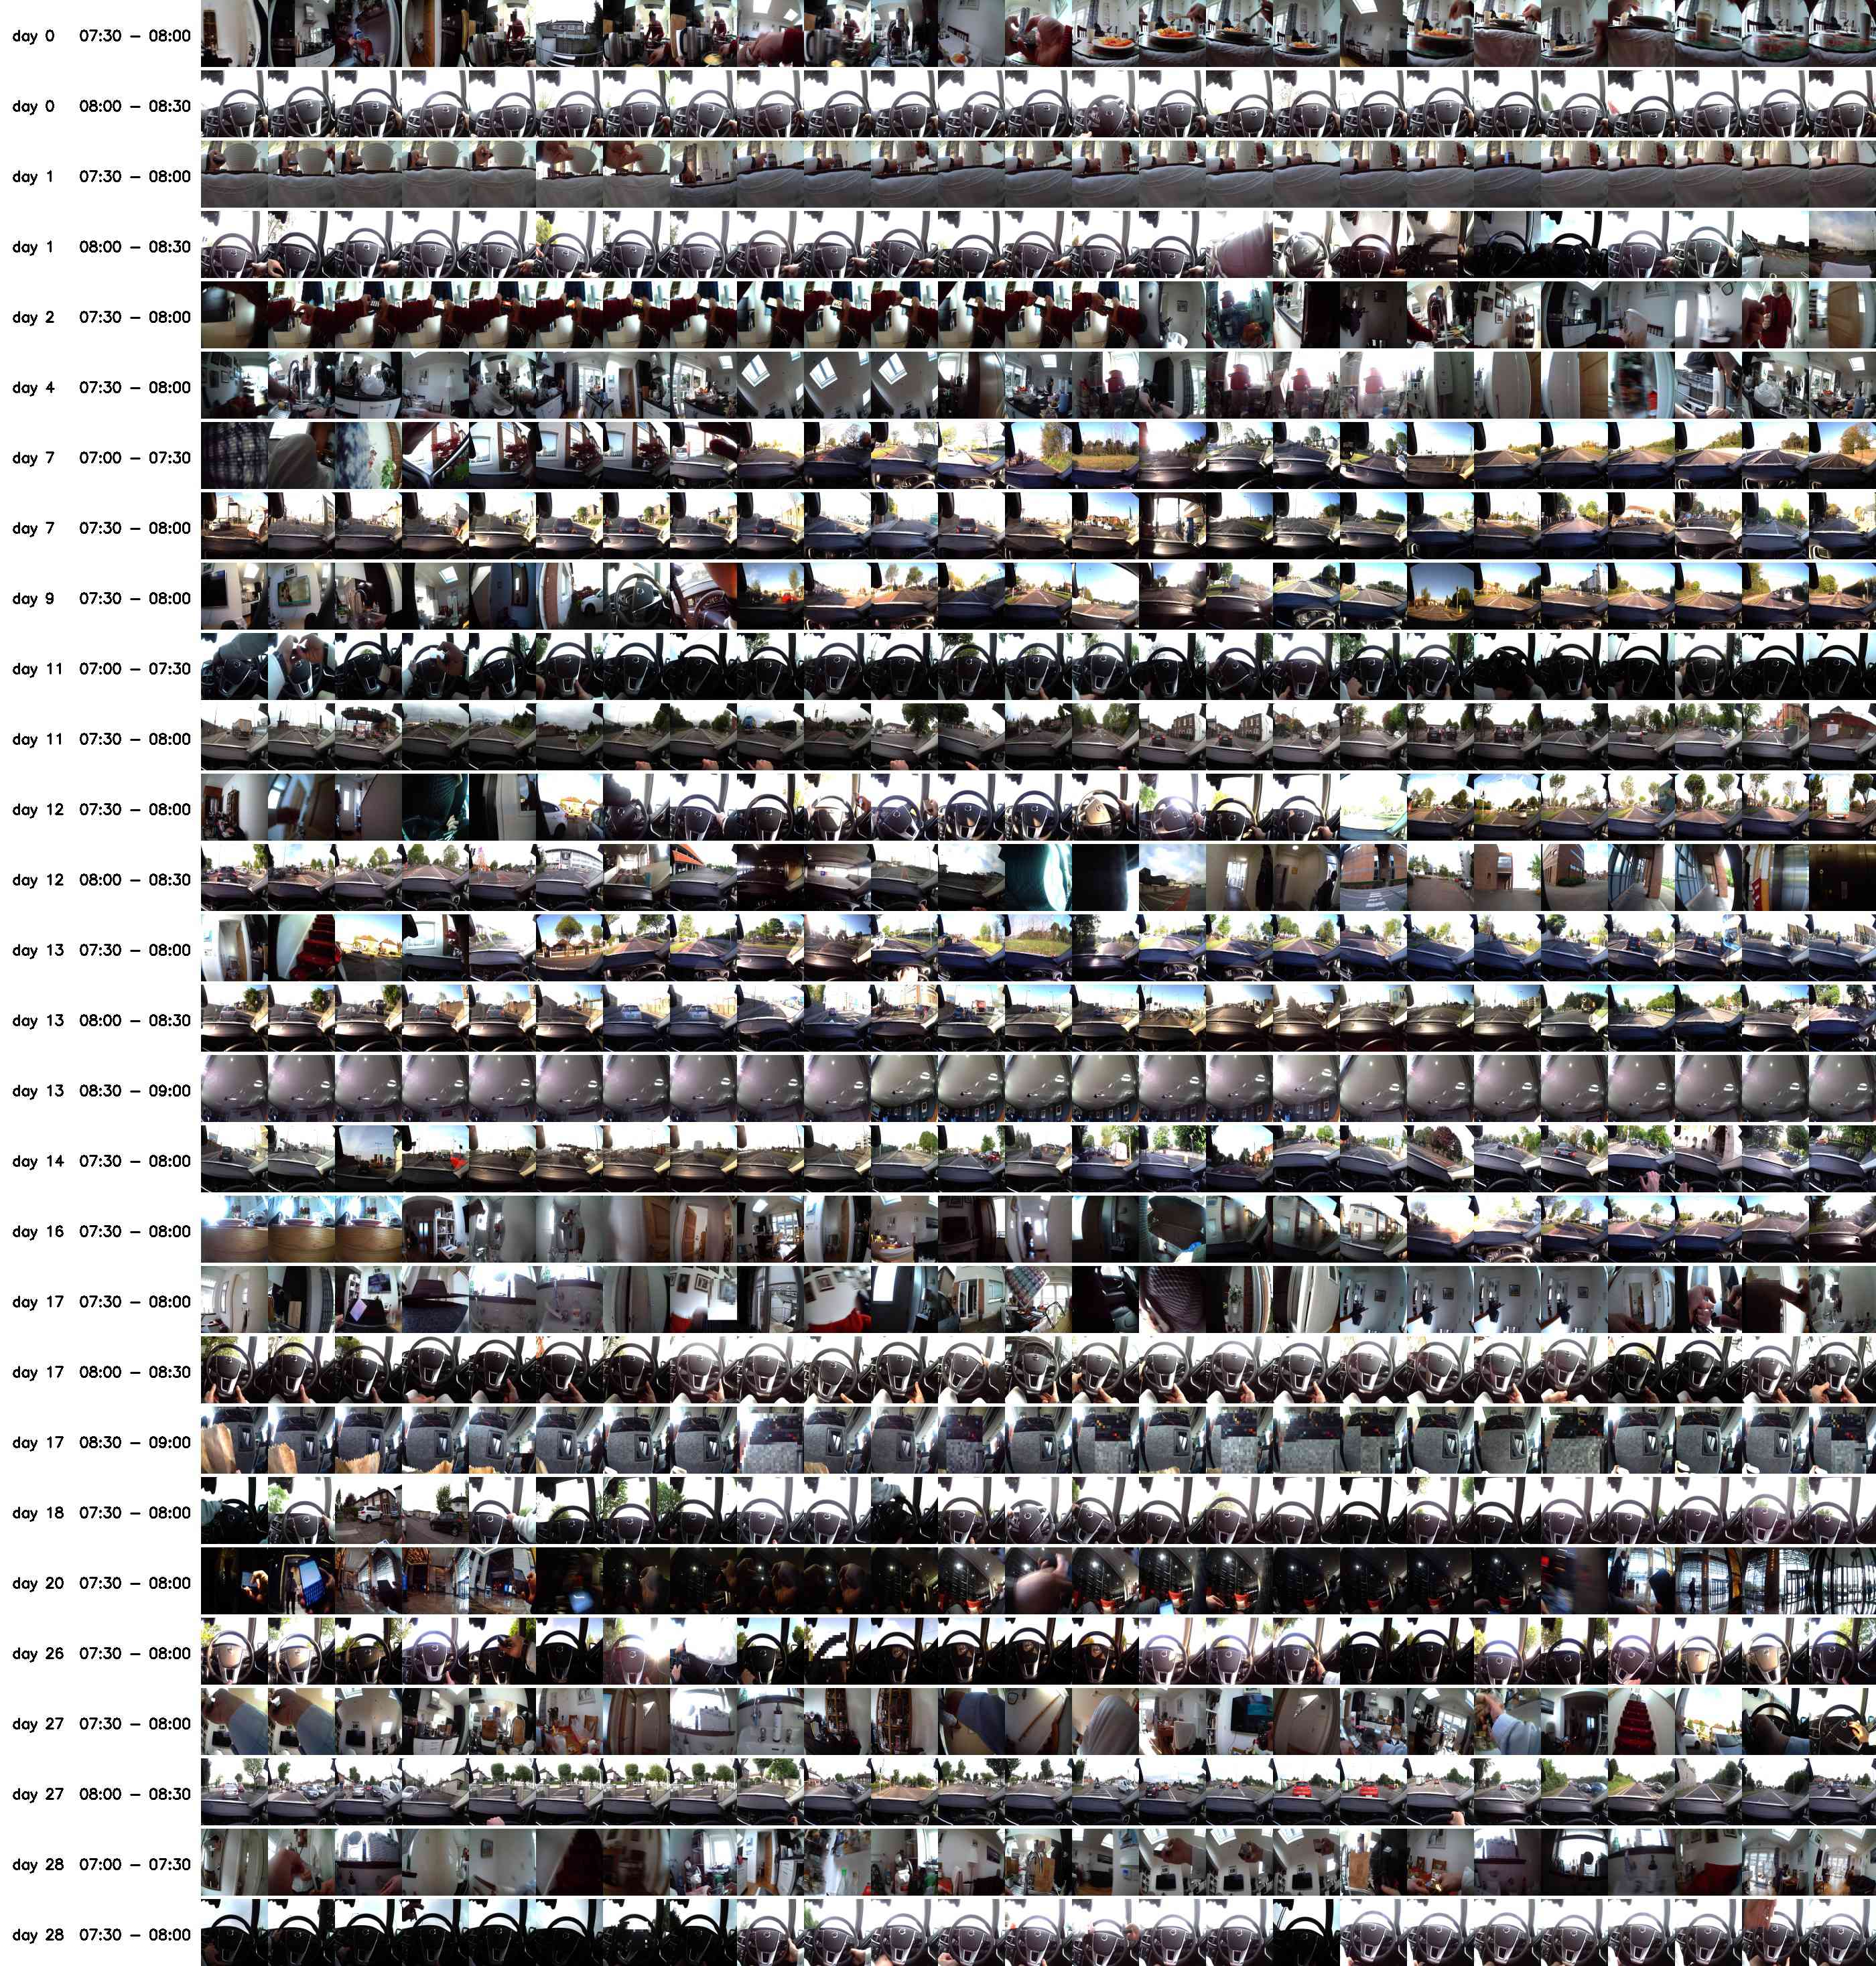 day 0 07:30 – 08:00
day 0 08:00 – 08:30
day 1 07:30 – 08:00
day 1 08:00 – 08:30
day 2 07:30 – 08:00
day 4 07:30 – 08:00
day 7 07:00 – 07:30
day 7 07:30 – 08:00
day 9 07:30 – 08:00
day 11 07:00 – 07:30
day 11 07:30 – 08:00
day 12 07:30 – 08:00
day 12 08:00 – 08:30
day 13 07:30 – 08:00
day 13 08:00 – 08:30
day 13 08:30 – 09:00
day 14 07:30 – 08:00
day 16 07:30 – 08:00
day 17 07:30 – 08:00
day 17 08:00 – 08:30
day 17 08:30 – 09:00
day 18 07:30 – 08:00
day 20 07:30 – 08:00
day 26 07:30 – 08:00
day 27 07:30 – 08:00
day 27 08:00 – 08:30
day 28 07:00 – 07:30
day 28 07:30 – 08:00